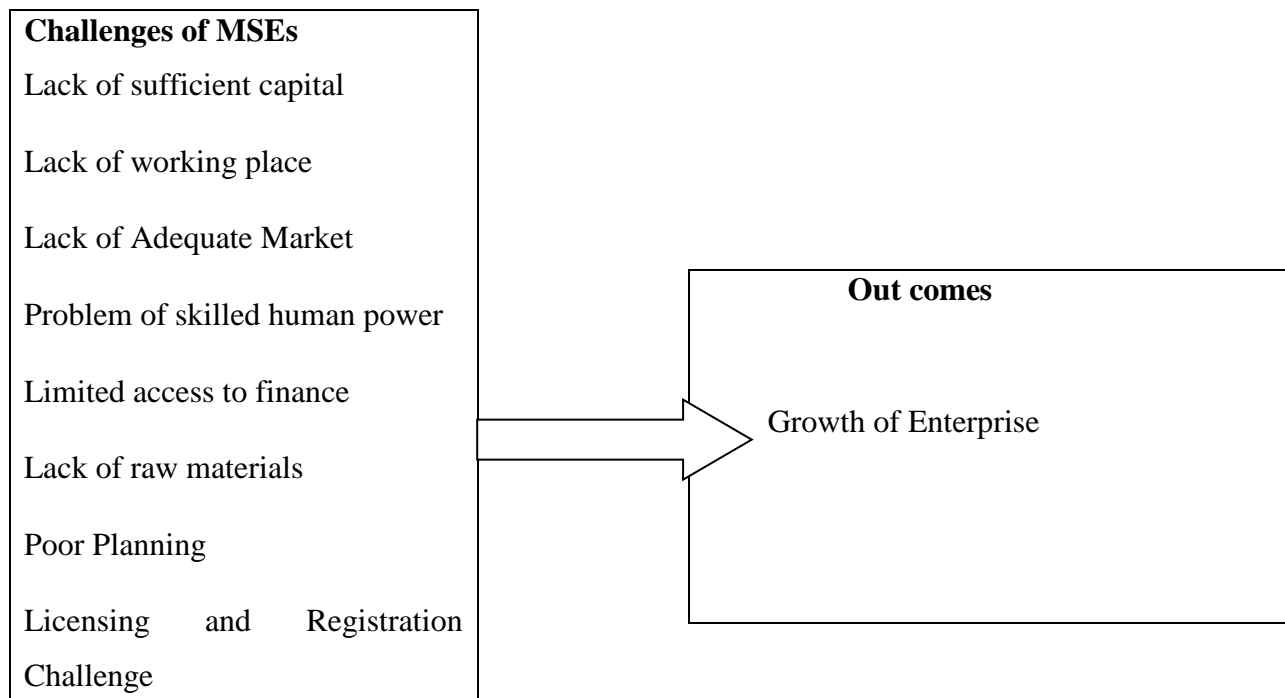 Challenges of MSEs
Lack of sufficient capital
Lack of working place
Lack of Adequate Market
Problem of skilled human power
Limited access to finance
Lack of raw materials
Poor Planning
Licensing and Registration
Challenge
Out comes
Growth of Enterprise